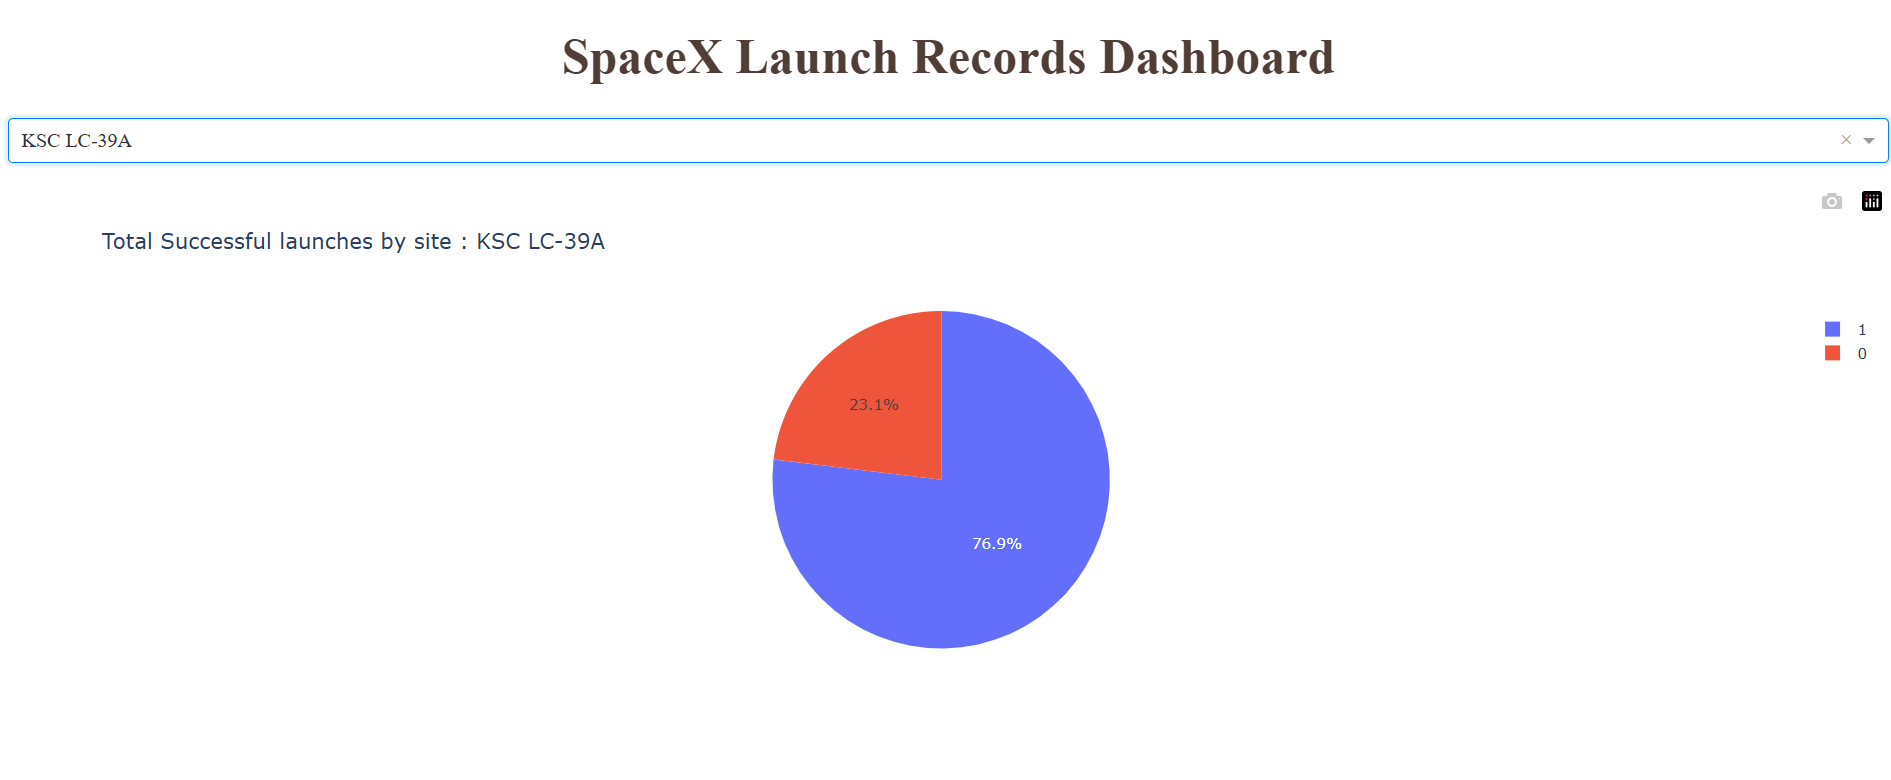 SpaceX Launch Records Dashboard
KSC LC-39A
Total Successful launches by site : KSC LC-39A
1
0
23.1%
76.9%